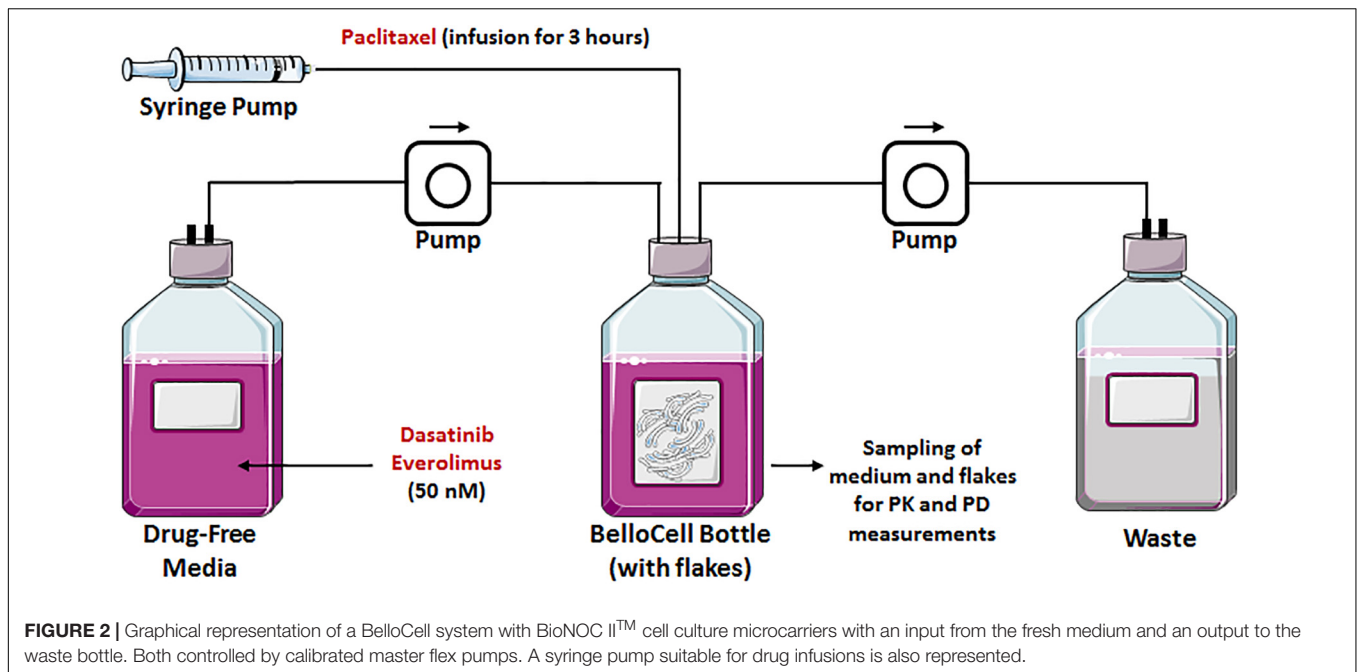 Paclitaxel (infusion for 3 hours)
Syringe Pump
Pump
Pump
Dasatinib
Everolimus
(50 nM)
Sampling of
medium and flakes
for PK and PD
measurements
Drug-Free
Media
BelloCell Bottle
(with flakes)
Waste
FIGURE 2 | Graphical representation of a BelloCell system with BioNOC II™ cell culture microcarriers with an input from the fresh medium and an output to the
waste bottle. Both controlled by calibrated master flex pumps. A syringe pump suitable for drug infusions is also represented.